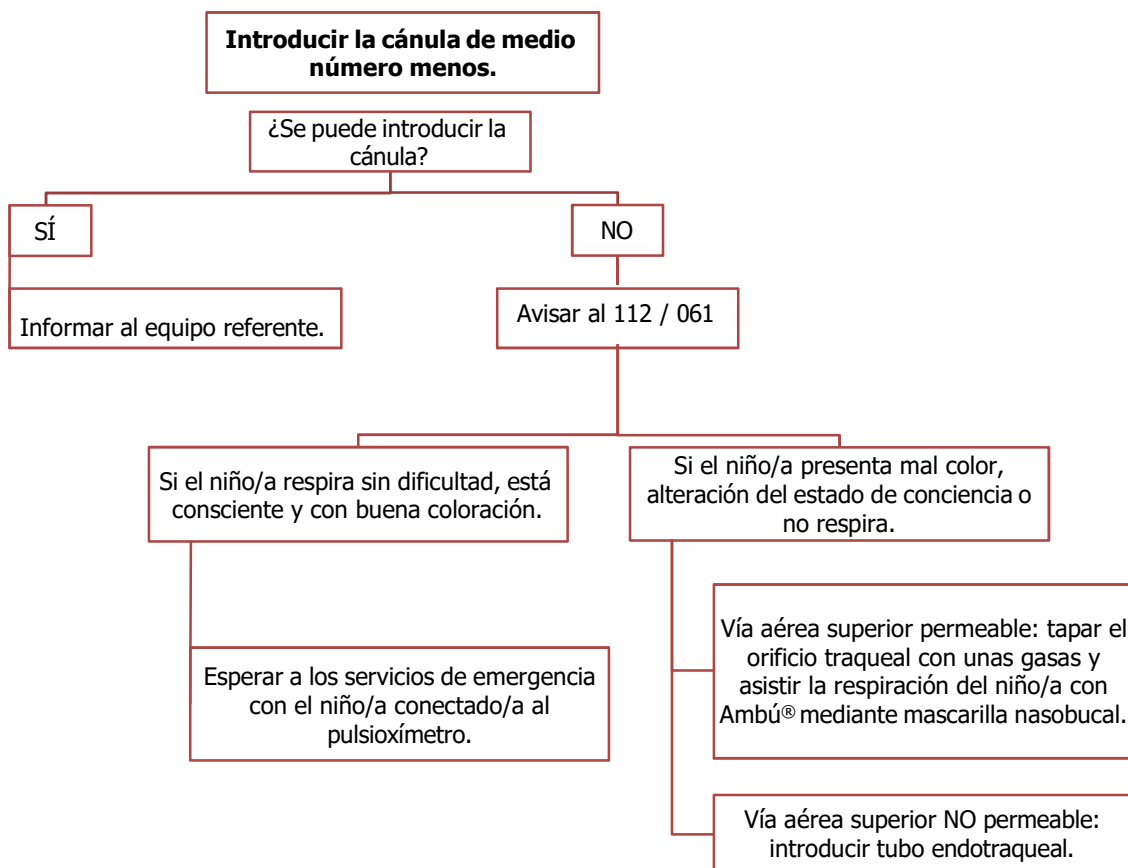 Introducir la cánula de medio
número menos.
¿Se puede introducir la
cánula?
SÍ
NO
Informar al equipo referente.
Avisar al 112 / 061
Si el niño/a respira sin dificultad, está
consciente y con buena coloración.
Si el niño/a presenta mal color,
alteración del estado de conciencia o
no respira.
Esperar a los servicios de emergencia
con el niño/a conectado/a al
pulsioxímetro.
Vía aérea superior permeable: tapar el
orificio traqueal con unas gasas y
asistir la respiración del niño/a con
Ambú® mediante mascarilla nasobucal.
Vía aérea superior NO permeable:
introducir tubo endotraqueal.